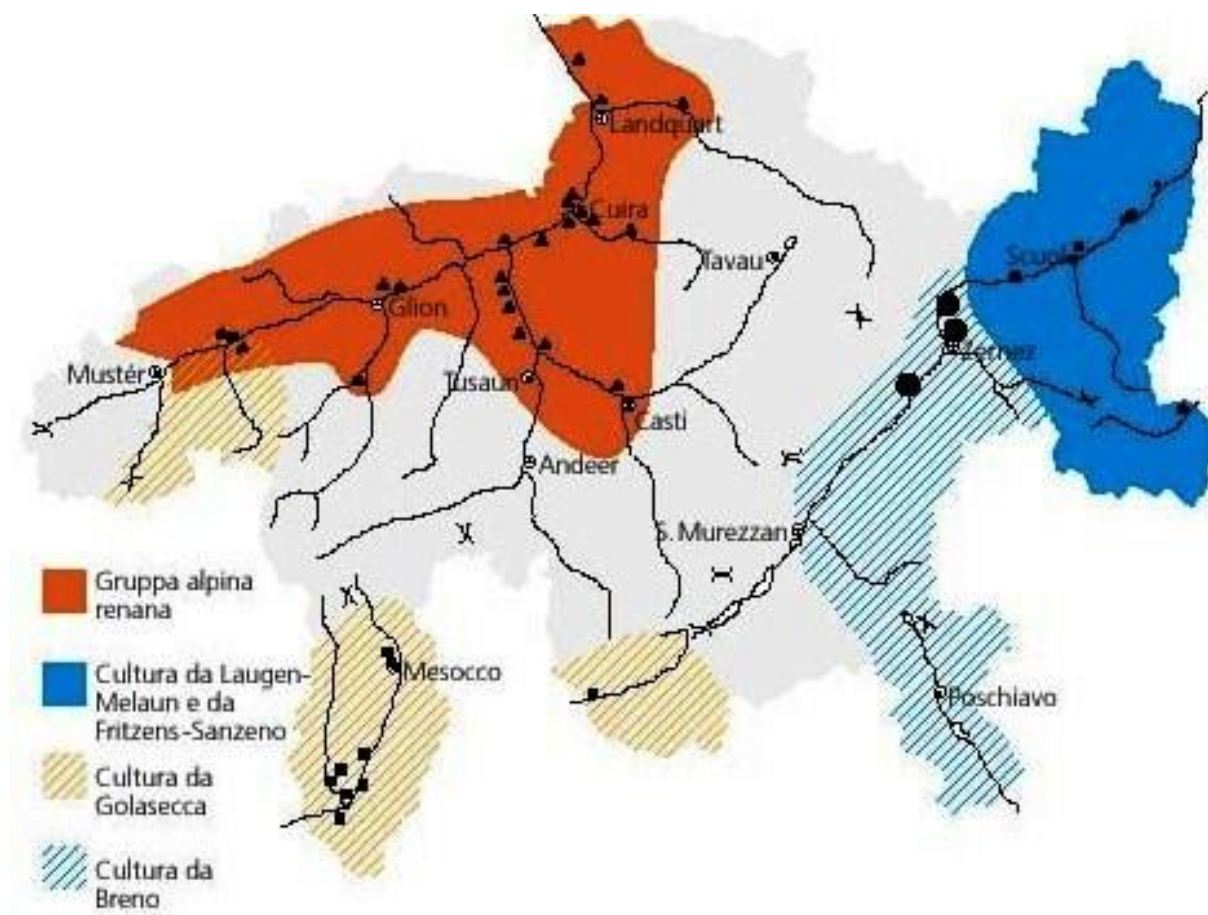 Landquart
Cuira
Tavau
Scuol
Glion
Zernez
Mustér
Tusaun
Casti
Andeer
S. Murezzan
Gruppa alpina
renana
Mesocco
Cultura da Laugen-
Melaun e da
Fritzens-Sanzeno
Poschiavo
Cultura da
Golasecca
Cultura da
Breno